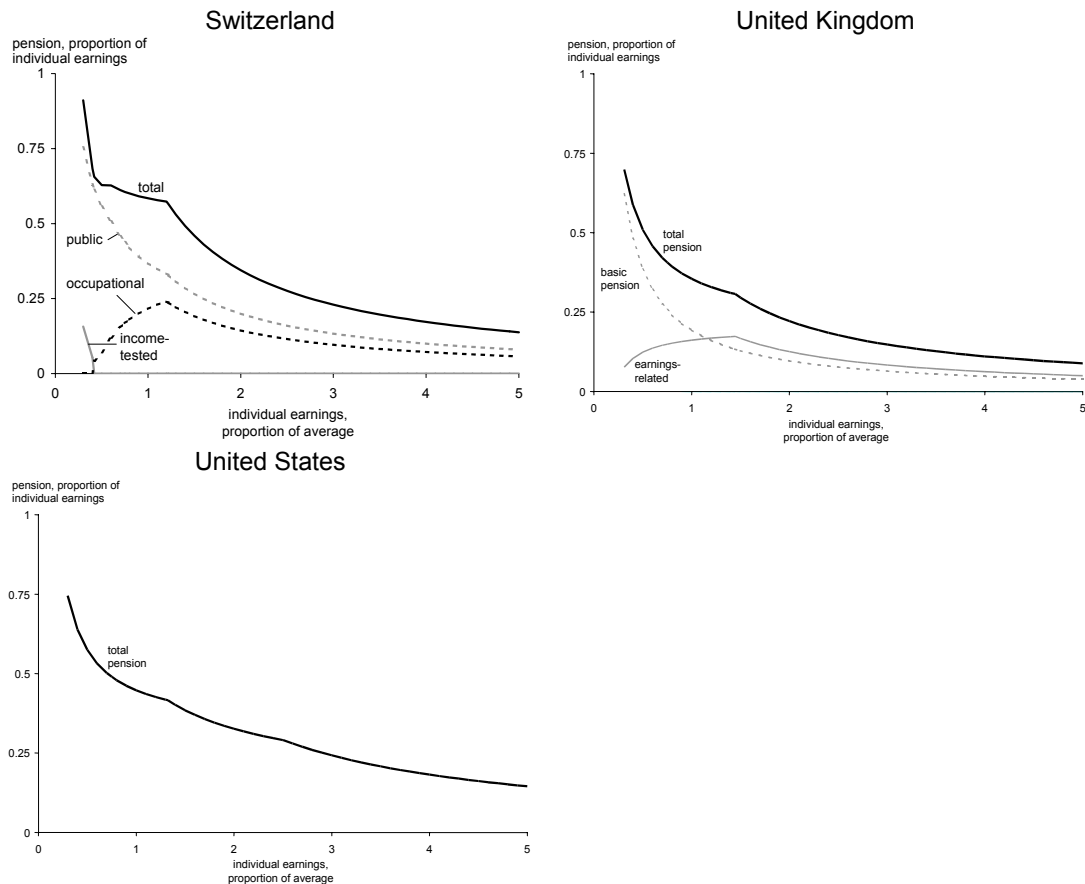 Switzerland
pension, proportion of
individual earnings
1
0.75
0.5
0.25
0
total
public
occupational
income-
tested
0 1 2 3 4 5
individual earnings,
proportion of average
United Kingdom
pension, proportion of
individual earnings
1
0.75
0.5
0.25
0
total
pension
basic
pension
earnings-
related
0 1 2 3 4 5
individual earnings,
proportion of average
United States
pension, proportion of
individual earnings
1
0.75
0.5
0.25
0
total
pension
0 1 2 3 4 5
individual earnings,
proportion of average